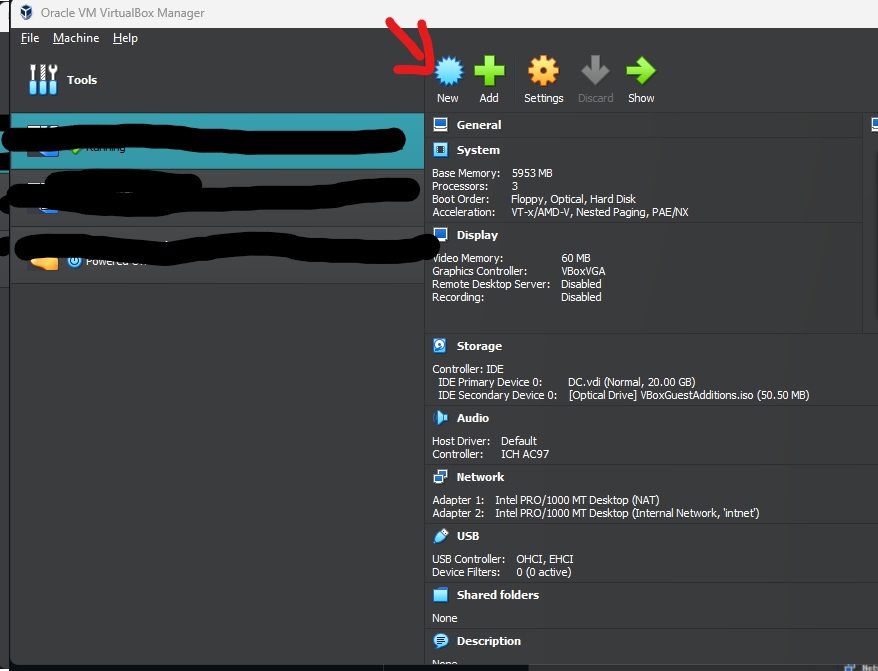 Oracle VM VirtualBox Manager
File Machine Help
Tools
New Add Settings Discard Show
Running
Powered
General
System
Base Memory: 5953 MB
Processors: 3
Boot Order: Floppy, Optical, Hard Disk
Acceleration: VT-x/AMD-V, Nested Paging, PAE/NX
Display
Video Memory: 60 MB
Graphics Controller: VBoxVGA
Remote Desktop Server: Disabled
Recording: Disabled
Storage
Controller: IDE
IDE Primary Device 0: DC.vdi (Normal, 20.00 GB)
IDE Secondary Device 0: [Optical Drive] VBoxGuestAdditions.iso (50.50 MB)
Audio
Host Driver: Default
Controller: ICH AC97
Network
Adapter 1: Intel PRO/1000 MT Desktop (NAT)
Adapter 2: Intel PRO/1000 MT Desktop (Internal Network, 'intnet')
USB
USB Controller: OHCI, EHCI
Device Filters: 0 (0 active)
Shared folders
None
Description
None